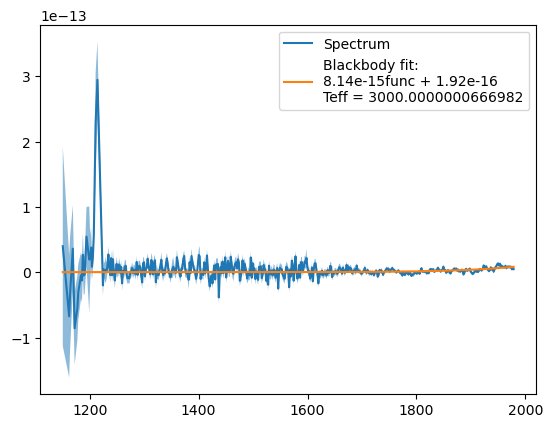 1e−13
Spectrum
Blackbody fit:
8.14e-15func + 1.92e-16
Teff = 3000.0000000666982
3
2
1
0
−1
1200 1400 1600 1800 2000